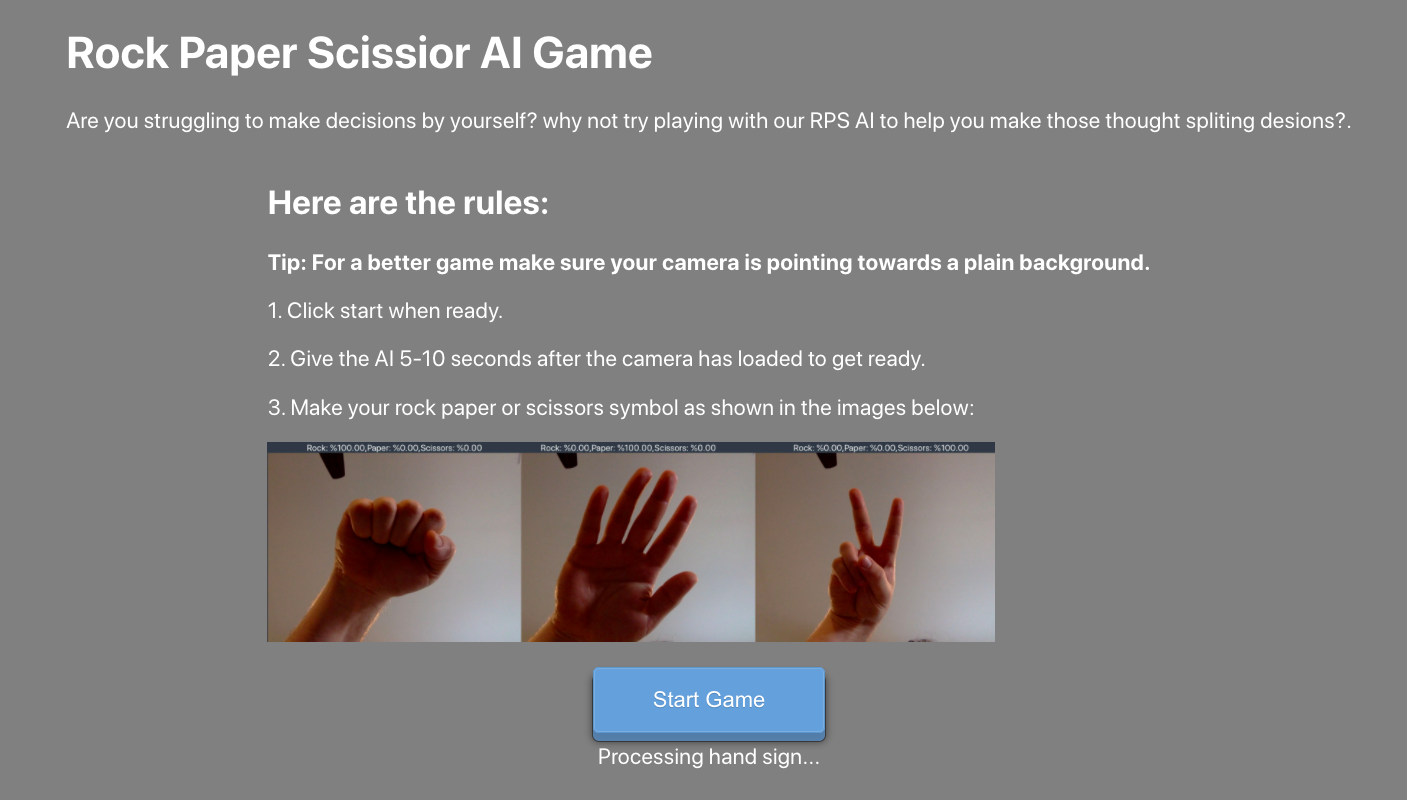 Rock Paper Scissior AI Game
Are you struggling to make decisions by yourself? why not try playing with our RPS AI to help you make those thought spliting desions?.
Here are the rules:
Tip: For a better game make sure your camera is pointing towards a plain background.
1. Click start when ready.
2. Give the AI 5-10 seconds after the camera has loaded to get ready.
3. Make your rock paper or scissors symbol as shown in the images below:
Rock: %100.00,Paper: %0.00,Scissors: %0.00
Rock: %0.00,Paper: %100.00,Scissors: %0.00
Rock: %0.00,Paper: %0.00,Scissors: %100.00
Start Game
Processing hand sign...